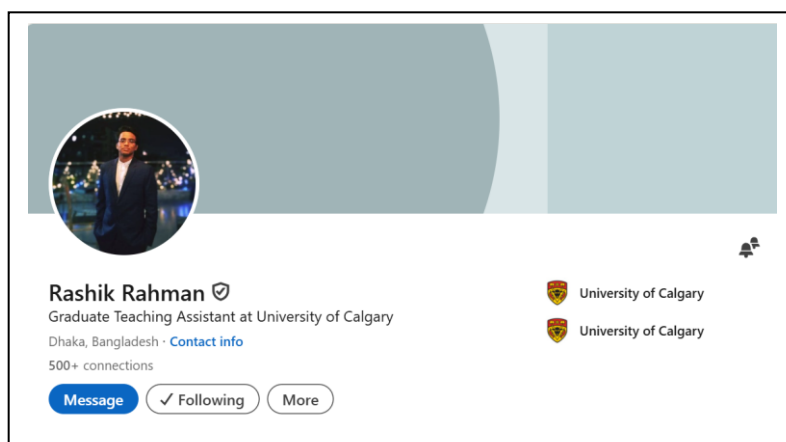 Rashik Rahman
Graduate Teaching Assistant at University of Calgary
Dhaka, Bangladesh · Contact info
500+ connections
Message ✓ Following More
University of Calgary
University of Calgary